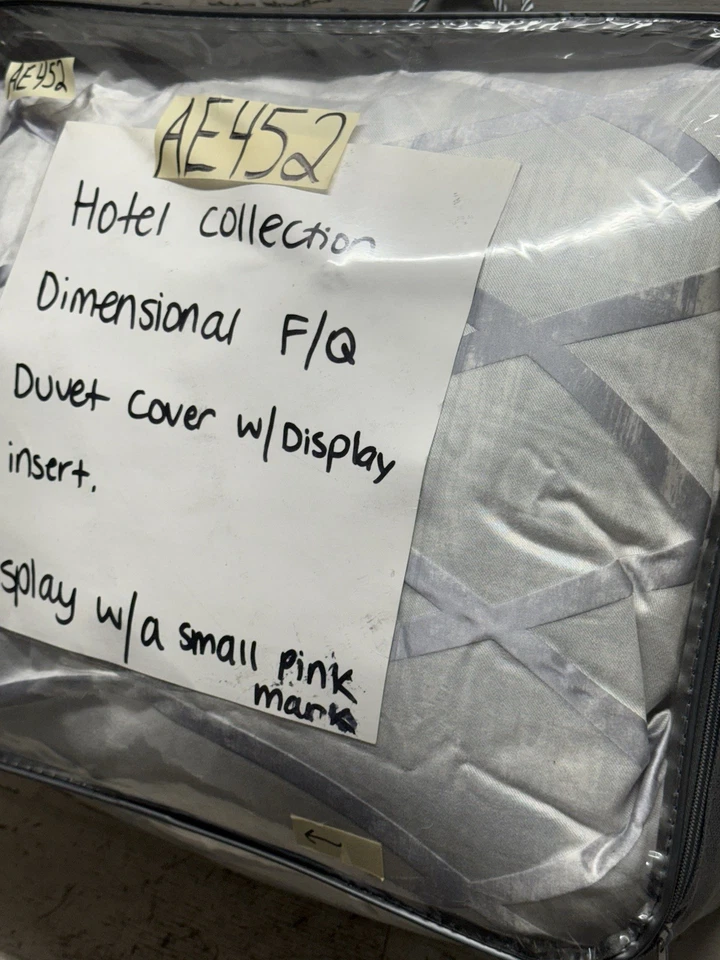 AE452
AE452
Hotel collection
Dimensional F/Q
Duvet cover w/Display
insert.
splay w/a small pink
mark
←